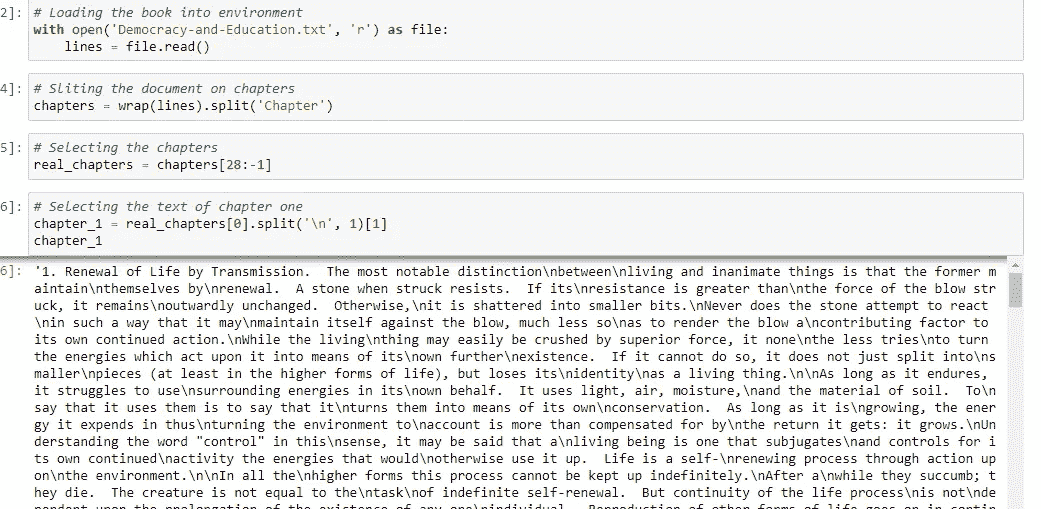 2]: # Loading the book into environment
with open('Democracy-and-Education.txt', 'r') as file:
    lines = file.read()
4]: # Sliting the document on chapters
chapters = wrap(lines).split('Chapter')
5]: # Selecting the chapters
real_chapters = chapters[28:-1]
6]: # Selecting the text of chapter one
chapter_1 = real_chapters[0].split('\n', 1)[1]
chapter_1
6]: '1. Renewal of Life by Transmission.  The most notable distinction\nbetween\nliving and inanimate things is that the former m
aintain\nthemselves by\nrenewal.  A stone when struck resists.  If its\nresistance is greater than\nthe force of the blow str
uck, it remains\noutwardly unchanged.  Otherwise,\nit is shattered into smaller bits.\nNever does the stone attempt to react
\nin such a way that it may\nmaintain itself against the blow, much less so\nas to render the blow a\ncontributing factor to
its own continued action.\nWhile the living\nthing may easily be crushed by superior force, it none\nthe less tries\nto turn
the energies which act upon it into means of its\nown further\nexistence.  If it cannot do so, it does not just split into\ns
maller\npieces (at least in the higher forms of life), but loses its\nidentity\nas a living thing.\n\nAs long as it endures,
it struggles to use\nsurrounding energies in its\nown behalf.  It uses light, air, moisture,\nand the material of soil.  To\n
say that it uses them is to say that it\nturns them into means of its own\nconservation.  As long as it is\ngrowing, the ener
gy it expends in thus\nturning the environment to\naccount is more than compensated for by\nthe return it gets: it grows.\nUn
derstanding the word "control" in this\nsense, it may be said that a\nliving being is one that subjugates\nand controls for i
ts own continued\nactivity the energies that would\notherwise use it up.  Life is a self-\nrenewing process through action up
on\nthe environment.\n\nIn all the\nhigher forms this process cannot be kept up indefinitely.\nAfter a\nwhile they succumb; t
hey die.  The creature is not equal to the\ntask\nof indefinite self-renewal.  But continuity of the life process\nis not\nde
pendent upon the prolongation of the existence of any one\nindividual.  Reproduction of other forms of life goes on in contin